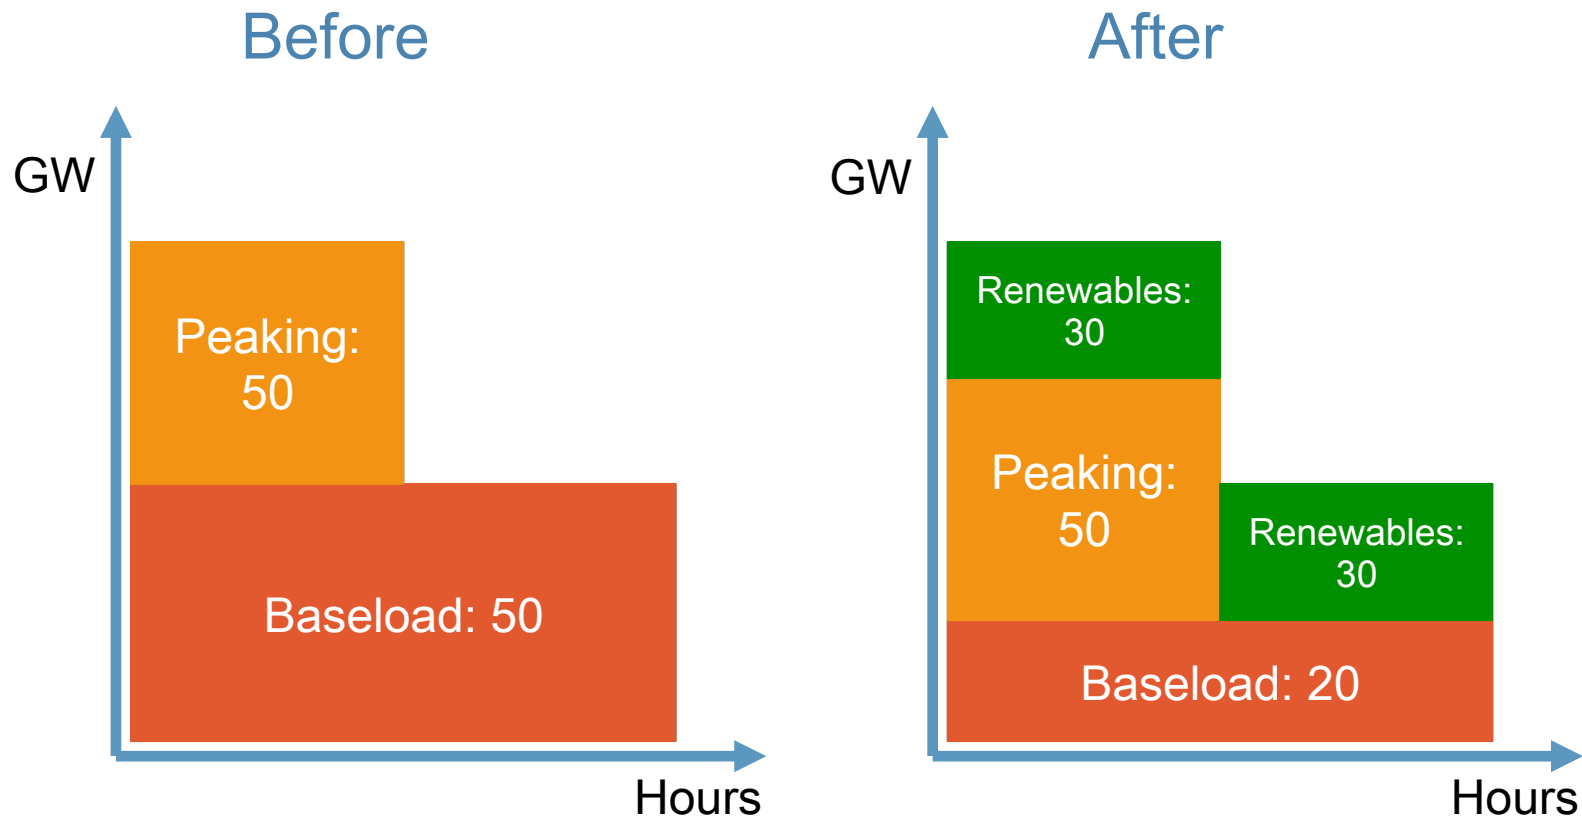 Before
GW
Peaking:
50
Baseload: 50
Hours
After
GW
Renewables:
30
Peaking:
50
Renewables:
30
Baseload: 20
Hours